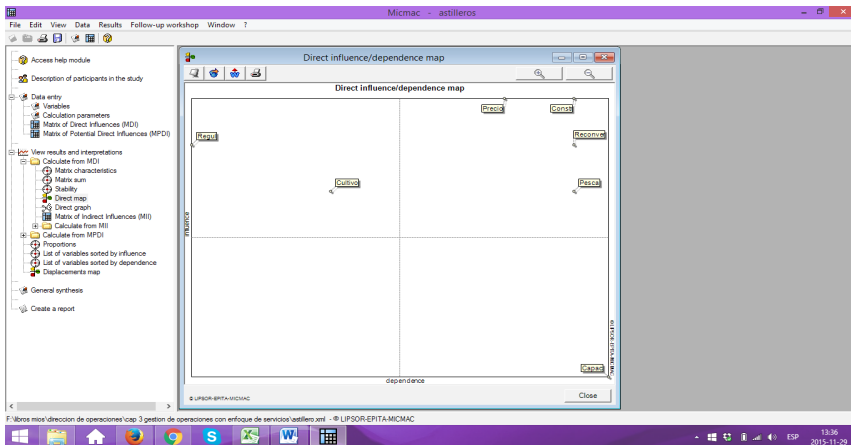 Micmac - astilleros
File Edit View Data Results Follow-up workshop Window ?
Access help module
Description of participants in the study
Data entry
Variables
Calculation parameters
Matrix of Direct Influences (MDI)
Matrix of Potential Direct Influences (MPDI)
View results and interpretations
Calculate from MDI
Matrix characteristics
Matrix sum
Stability
Direct map
Direct graph
Matrix of Indirect Influences (MII)
Calculate from MII
Calculate from MPDI
Proportions
List of variables sorted by influence
List of variables sorted by dependence
Displacements map
General synthesis
Create a report
Direct influence/dependence map
Direct influence/dependence map
Precio
Const
Regul
Reconve
Cultivo
Pesca
influence
Capac
© LIPSOR-EPITA-MICMAC
dependence
© LIPSOR-EPITA-MICMAC
Close
F:\libros mios\direccion de operaciones\cap 3 gestion de operaciones con enfoque de servicios\astillero.xml - © LIPSOR-EPITA-MICMAC
ESP
13:36
2015-11-29